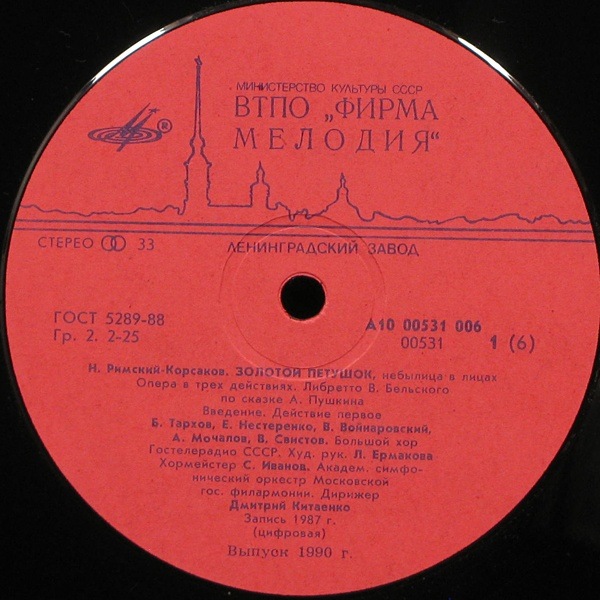 МИНИСТЕРСТВО КУЛЬТУРЫ СССР
ВТПО „ФИРМА
МЕЛОДИЯ“
®
СТЕРЕО 33
ЛЕНИНГРАДСКИЙ ЗАВОД
ГОСТ 5289-88
Гр. 2. 2-25
А10 00531 006
00531 1 (6)
Н. Римский-Корсаков. ЗОЛОТОЙ ПЕТУШОК, небылица в лицах
Опера в трех действиях. Либретто В. Бельского
по сказке А. Пушкина
Введение. Действие первое
Б. Тархов, Е. Нестеренко, В. Войнаровский,
А. Мочалов, В. Свистов. Большой хор
Гостелерадио СССР. Худ. рук. Л. Ермакова
Хормейстер С. Иванов. Академ. симфо-
нический оркестр Московской
гос. филармонии. Дирижер
Дмитрий Китаенко
Запись 1987 г.
(цифровая)
Выпуск 1990 г.